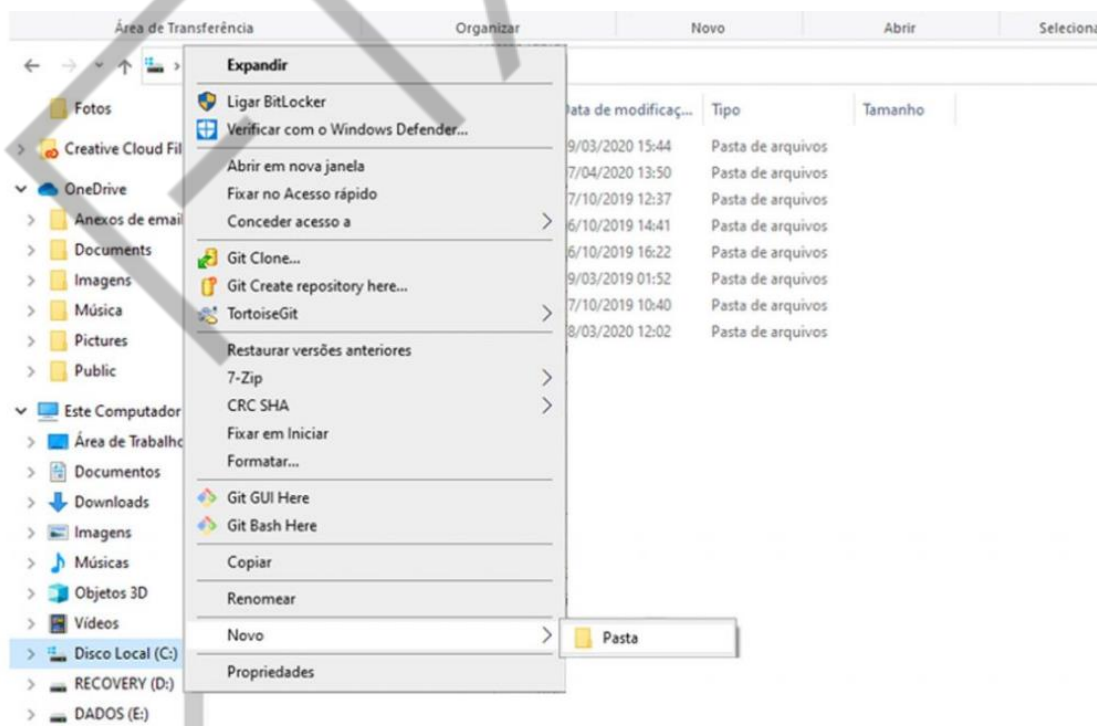 Área de Transferência Organizar Novo Abrir Seleciona
Expandir
Ligar BitLocker
Verificar com o Windows Defender...
Abrir em nova janela
Fixar no Acesso rápido
Conceder acesso a
Git Clone...
Git Create repository here...
TortoiseGit
Restaurar versões anteriores
7-Zip
CRC SHA
Fixar em Iniciar
Formatar...
Git GUI Here
Git Bash Here
Copiar
Renomear
Novo
Pasta
Propriedades
Fotos
Creative Cloud Fil
OneDrive
Anexos de email
Documents
Imagens
Música
Pictures
Public
Este Computador
Área de Trabalho
Documentos
Downloads
Imagens
Músicas
Objetos 3D
Vídeos
Disco Local (C:)
RECOVERY (D:)
DADOS (E:)
ata de modificaç... Tipo Tamanho
9/03/2020 15:44 Pasta de arquivos
7/04/2020 13:50 Pasta de arquivos
7/10/2019 12:37 Pasta de arquivos
6/10/2019 14:41 Pasta de arquivos
6/10/2019 16:22 Pasta de arquivos
9/03/2019 01:52 Pasta de arquivos
7/10/2019 10:40 Pasta de arquivos
8/03/2020 12:02 Pasta de arquivos